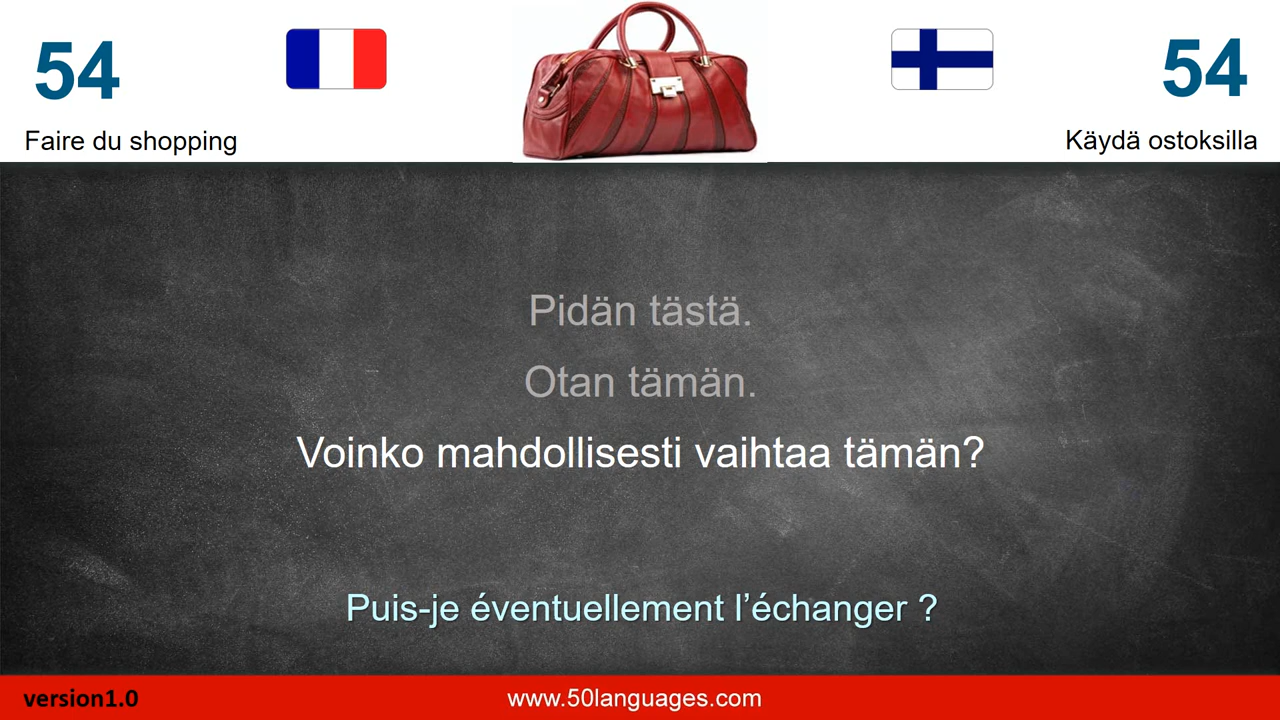 54
54
Faire du shopping
Käydä ostoksilla
Pidän tästä.
Otan tämän.
Voinko mahdollisesti vaihtaa tämän?
Puis-je éventuellement l’échanger ?
version1.0
www.50languages.com